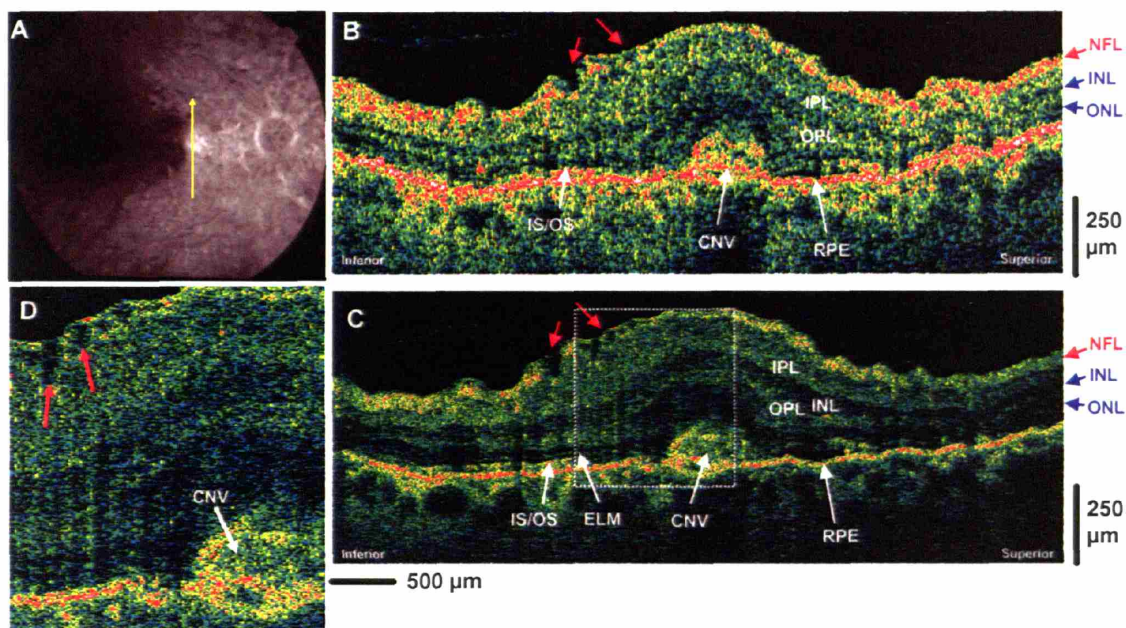 A
B
NFL
INL
ONL
IPL
OPL
IS/OS
CNV
RPE
Inferior
Superior
250
µm
D
CNV
C
NFL
INL
ONL
IPL
OPL INL
IS/OS ELM CNV RPE
Inferior
Superior
250
µm
500 µm